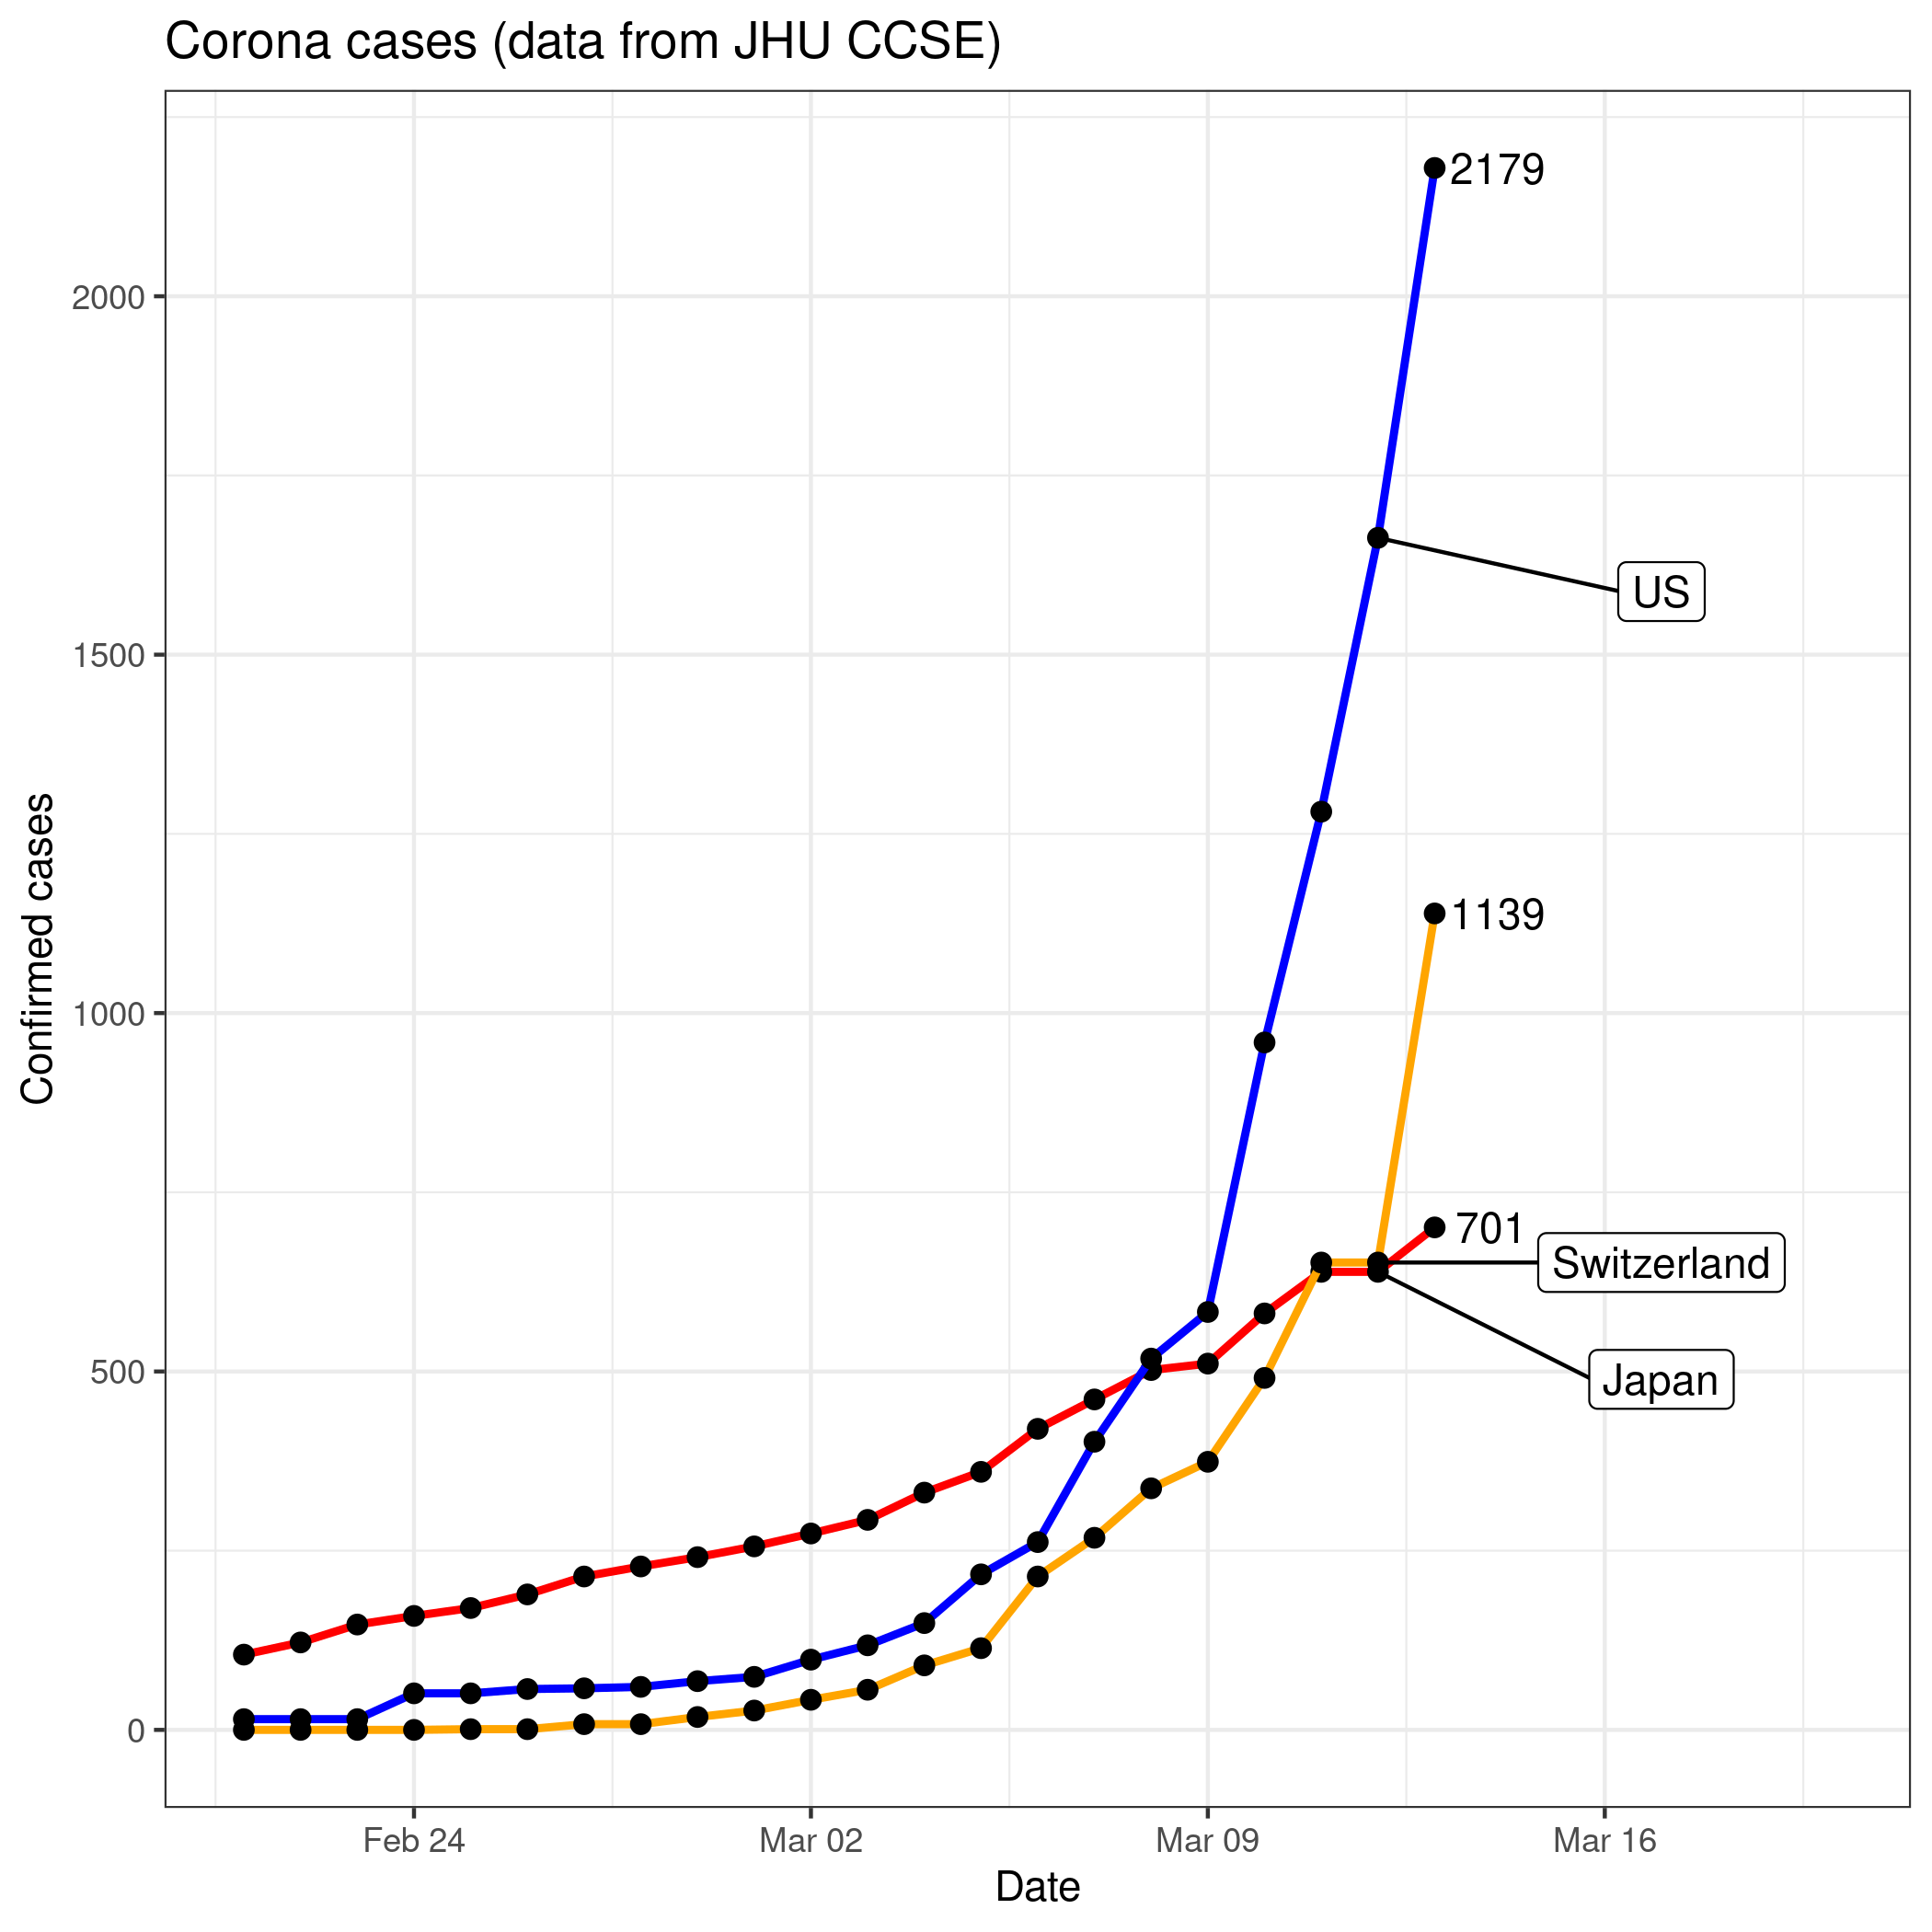 Corona cases (data from JHU CCSE)
2179
2000
US
1500
Confirmed cases
1139
1000
701
Switzerland
Japan
500
0
Feb 24
Mar 02
Mar 09
Mar 16
Date